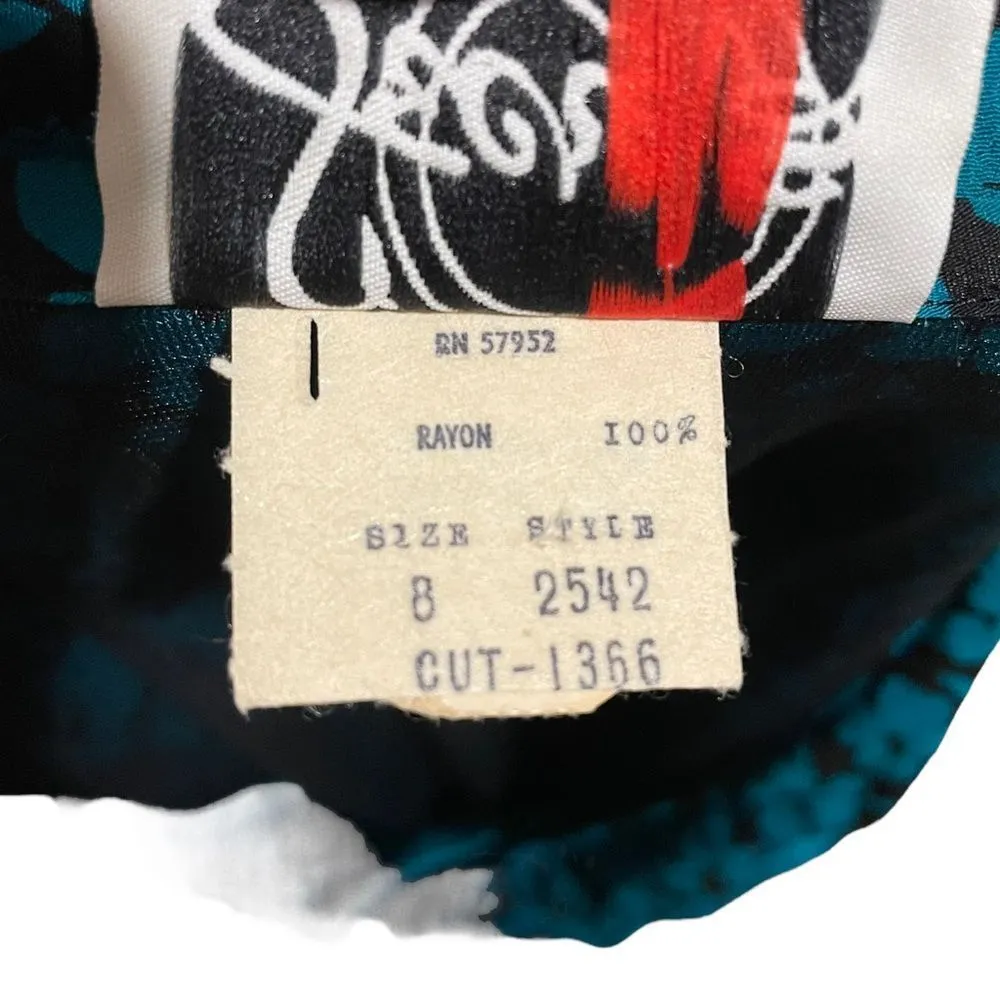 RN 57952
RAYON 100%
SIZE STYLE
8 2542
CUT-1366